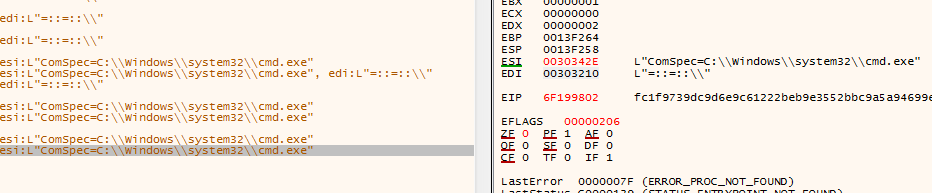 edi:L"=::=::\\"
edi:L"=::=::\\"
esi:L"ComSpec=C:\\Windows\\system32\\cmd.exe"
esi:L"ComSpec=C:\\Windows\\system32\\cmd.exe", edi:L"=::=::\\"
edi:L"=::=::\\"
esi:L"ComSpec=C:\\Windows\\system32\\cmd.exe"
esi:L"ComSpec=C:\\Windows\\system32\\cmd.exe"
esi:L"ComSpec=C:\\Windows\\system32\\cmd.exe"
esi:L"ComSpec=C:\\Windows\\system32\\cmd.exe"
EBX 00000001
ECX 00000000
EDX 00000002
EBP 0013F264
ESP 0013F258
ESI 0030342E L"ComSpec=C:\\Windows\\system32\\cmd.exe"
EDI 00303210 L"=::=::\\"
EIP 6F199802 fc1f9739dc9d6e9c61222beb9e3552bbc9a5a94699e
EFLAGS 00000206
ZF 0 PF 1 AF 0
OF 0 SF 0 DF 0
CF 0 TF 0 IF 1
LastError 0000007F (ERROR_PROC_NOT_FOUND)
LastStatus C0000139 (STATUS_ENTRYPOINT_NOT_FOUND)